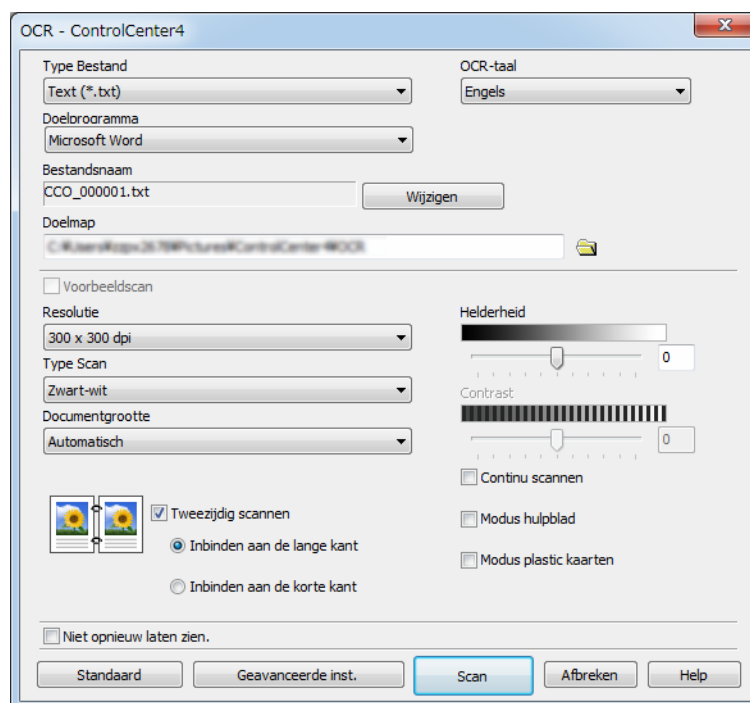 OCR - ControlCenter4
Type Bestand
OCR-taal
Text (*.txt)
Engels
Doelprogramma
Microsoft Word
Bestandsnaam
CCO_000001.txt
Wijzigen
Doelmap
Voorbeeldscan
Resolutie
Helderheid
300 x 300 dpi
0
Type Scan
Zwart-wit
Contrast
Documentgrootte
Automatisch
0
Continu scannen
Tweezijdig scannen
Modus hulpblad
Inbinden aan de lange kant
Modus plastic kaarten
Inbinden aan de korte kant
Niet opnieuw laten zien.
Standaard
Geavanceerde inst.
Scan
Afbreken
Help